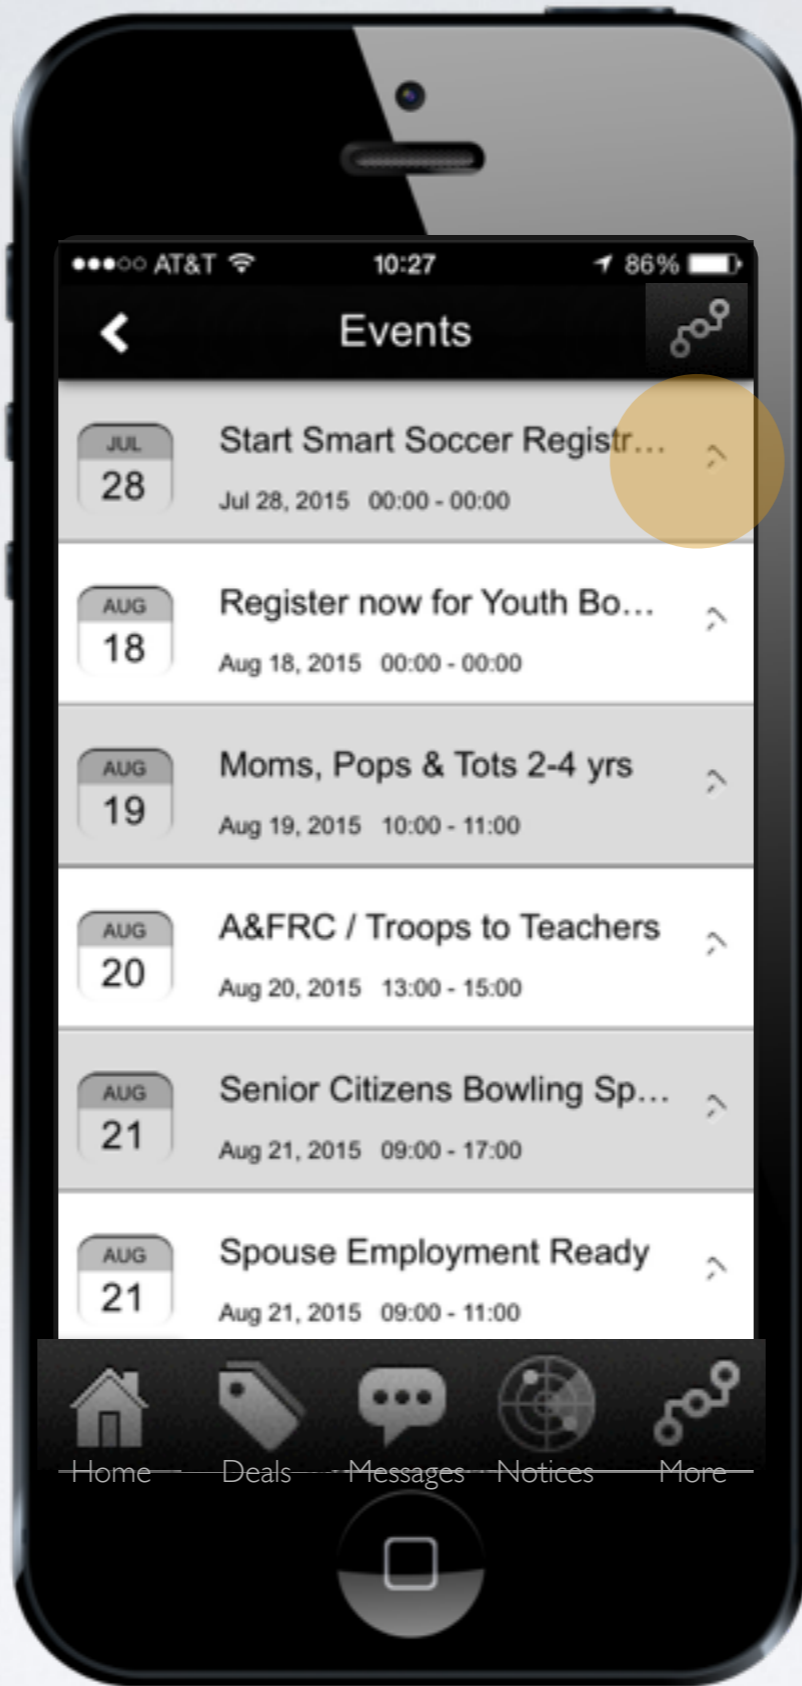 AT&T 10:27 86%
Events
JUL
28
Start Smart Soccer Registr...
Jul 28, 2015 00:00 - 00:00
AUG
18
Register now for Youth Bo...
Aug 18, 2015 00:00 - 00:00
AUG
19
Moms, Pops & Tots 2-4 yrs
Aug 19, 2015 10:00 - 11:00
AUG
20
A&FRC / Troops to Teachers
Aug 20, 2015 13:00 - 15:00
AUG
21
Senior Citizens Bowling Sp...
Aug 21, 2015 09:00 - 17:00
AUG
21
Spouse Employment Ready
Aug 21, 2015 09:00 - 11:00
Home Deals Messages Notices More